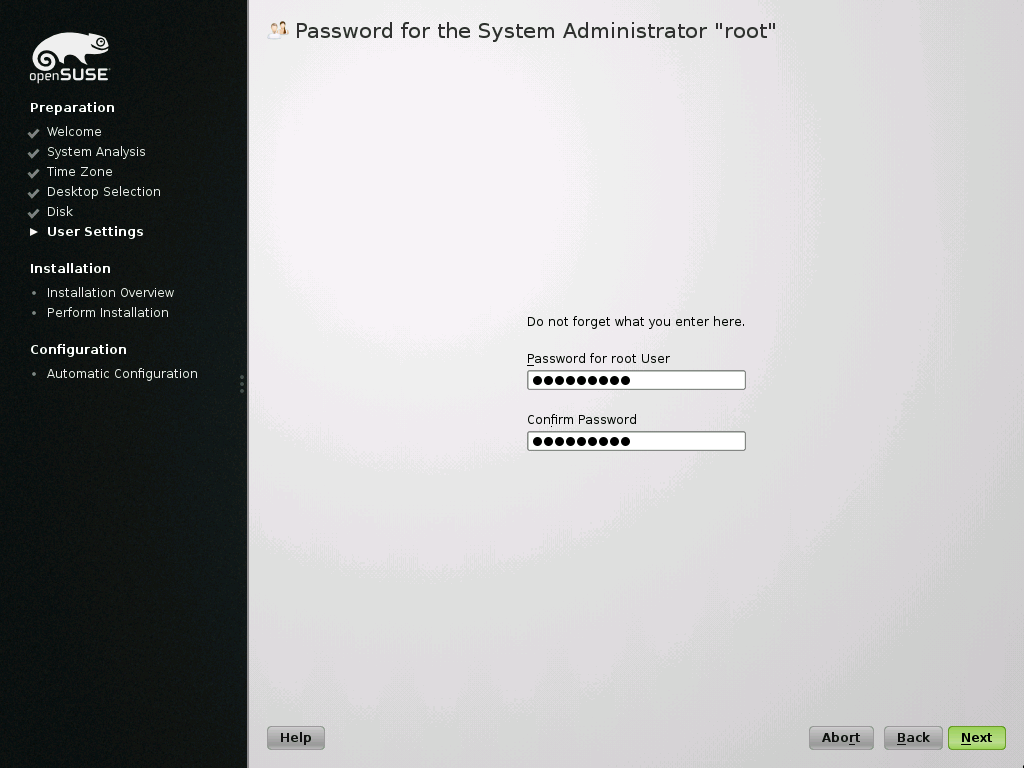 openSUSE
Preparation
Welcome
System Analysis
Time Zone
Desktop Selection
Disk
User Settings
Installation
Installation Overview
Perform Installation
Configuration
Automatic Configuration
Password for the System Administrator "root"
Do not forget what you enter here.
Password for root User
Confirm Password
Help
Abort
Back
Next